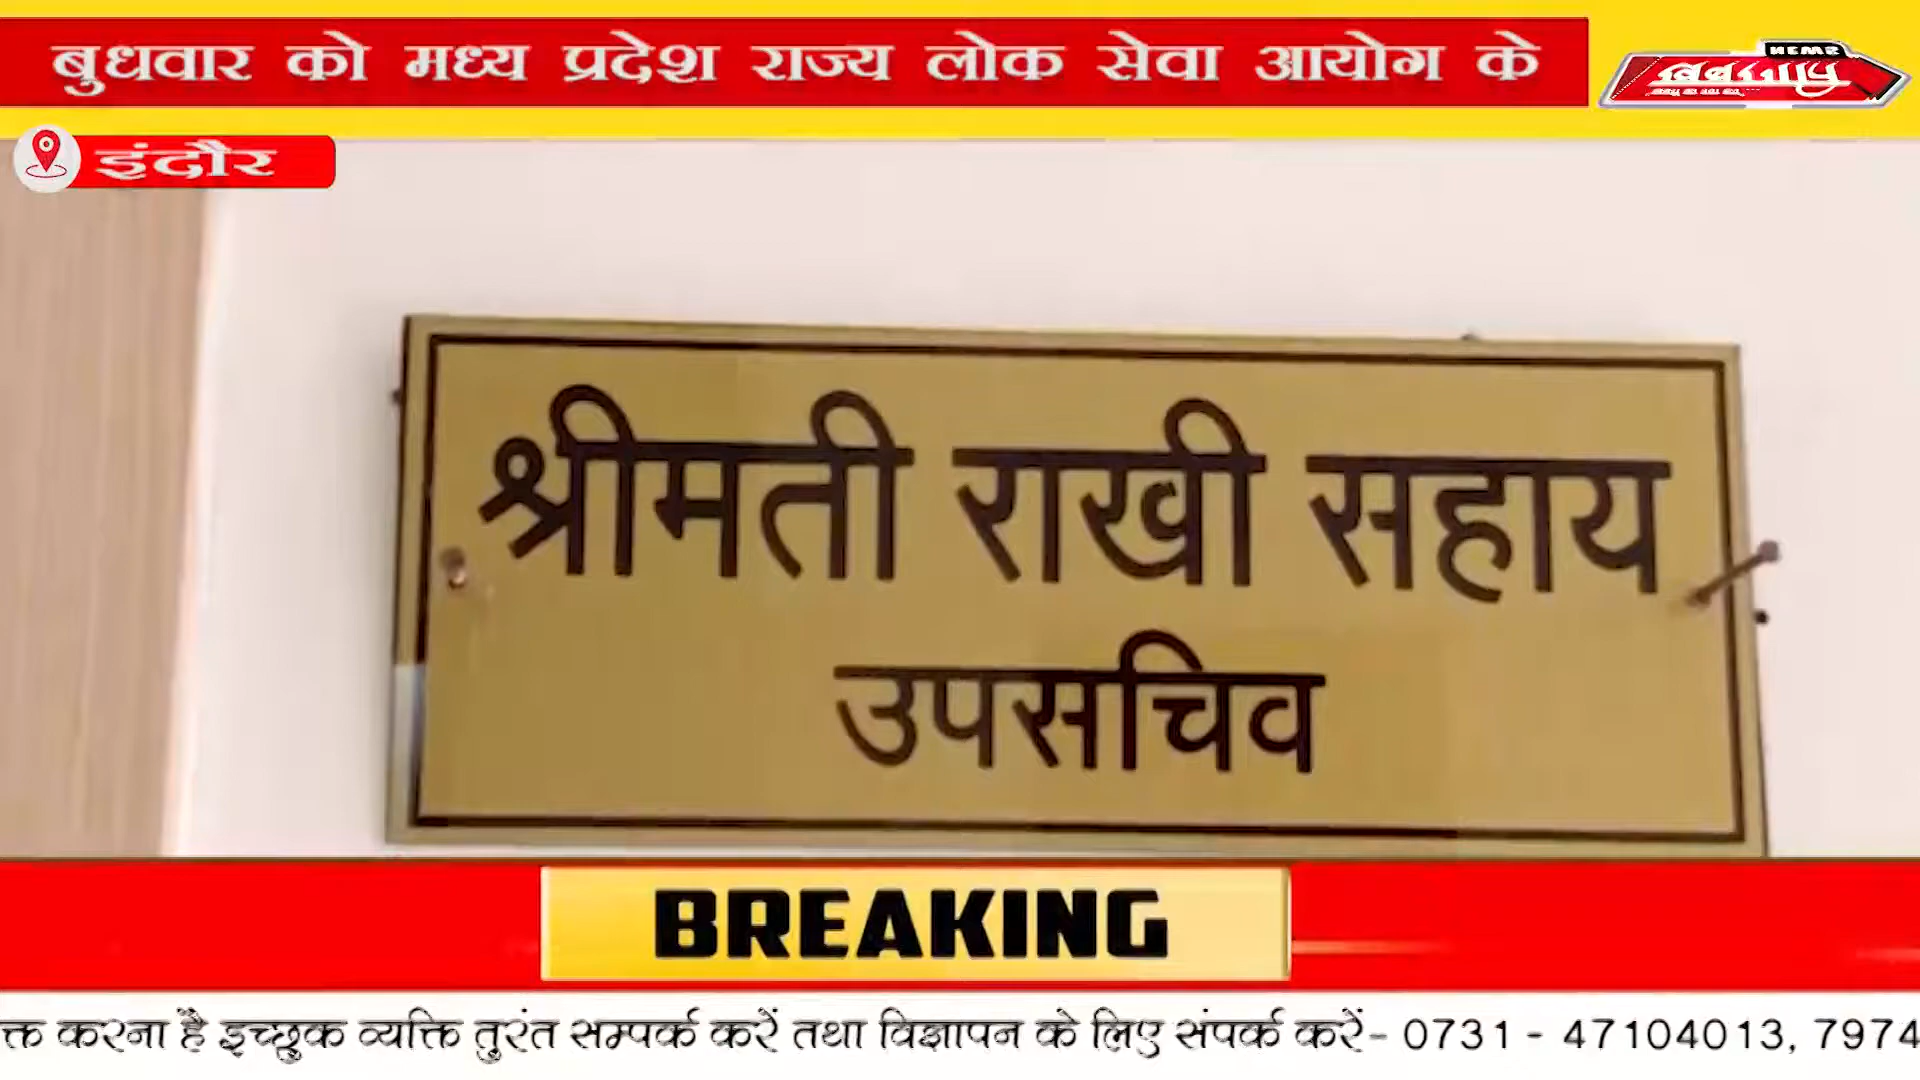 बुधवार को मध्य प्रदेश राज्य लोक सेवा आयोग के
NEWS
इंदौर
श्रीमती राखी सहाय
उपसचिव
BREAKING
क्त करना है इच्छुक व्यक्ति तुरंत सम्पर्क करें तथा विज्ञापन के लिए संपर्क करें- 0731 - 47104013, 7974